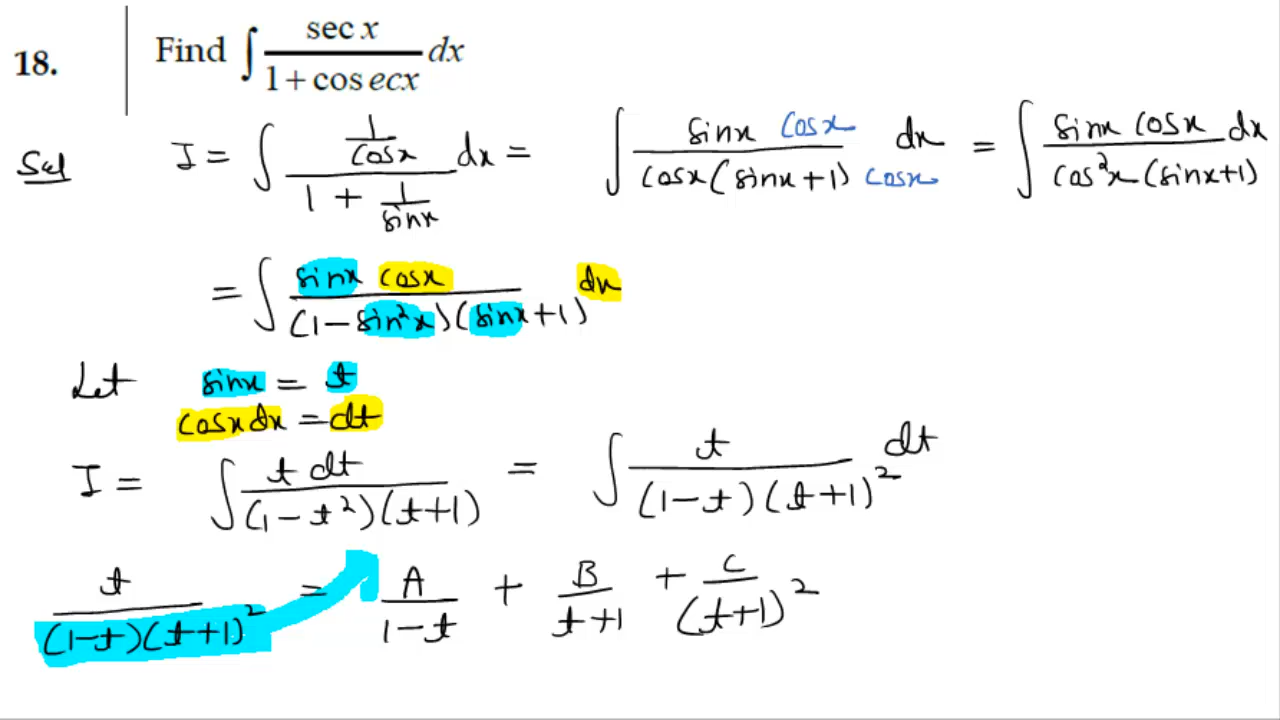 18. Find ∫ sec x / (1 + cos ecx) dx
Sol I = ∫ (1/cosx) / (1 + 1/sinx) dx = ∫ sinx cosx / (cosx (sinx+1) cosx) dx = ∫ sinx cosx dx / (cos²x (sinx+1))
= ∫ sinx cosx / ((1 - sin²x)(sinx+1)) dx
Let sinx = t
cosx dx = dt
I = ∫ t dt / ((1 - t²)(t+1)) = ∫ t / ((1 - t)(t+1)²) dt
t / ((1-t)(t+1)²) = A / (1-t) + B / (t+1) + C / (t+1)²